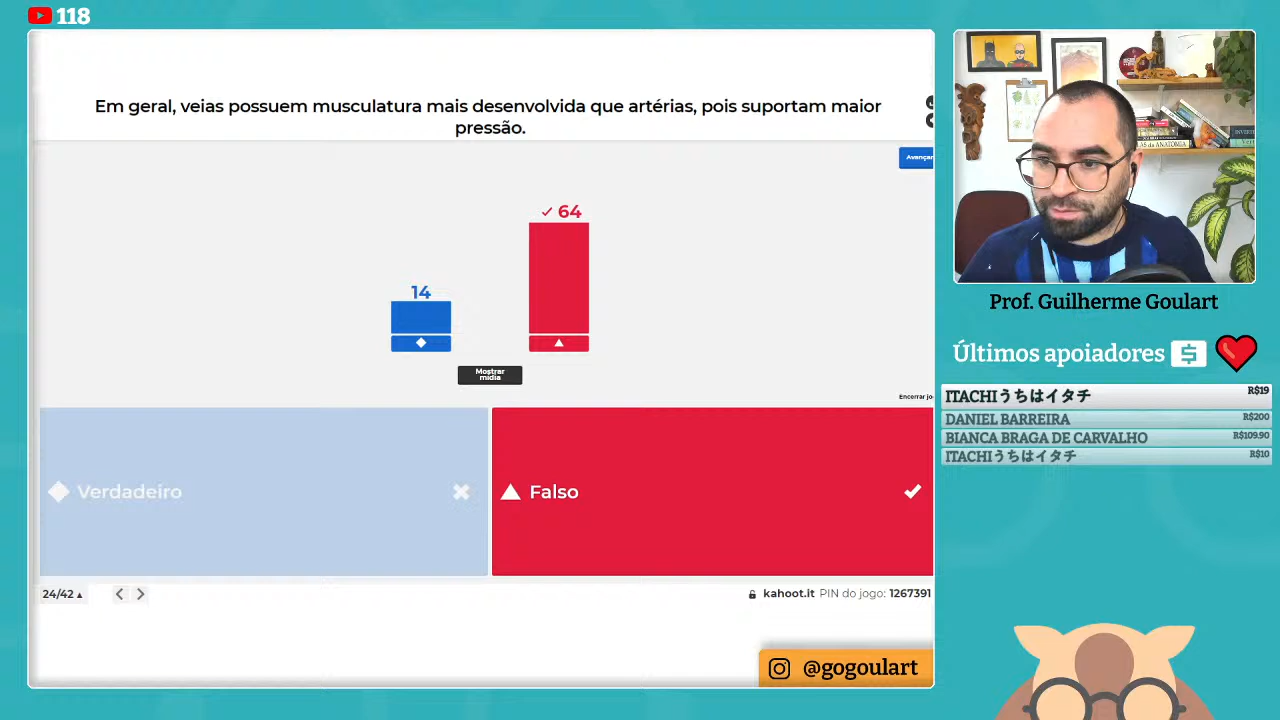 118
Em geral, veias possuem musculatura mais desenvolvida que artérias, pois suportam maior
pressão.
Avançar
14
64
Mostrar
mídia
Encerrar jo
Verdadeiro
Falso
24/42
kahoot.it PIN do jogo: 1267391
@gogoulart
Prof. Guilherme Goulart
Últimos apoiadores
ITACHIうちはイタチ R$19
DANIEL BARREIRA R$200
BIANCA BRAGA DE CARVALHO R$109.90
ITACHIうちはイタチ R$10